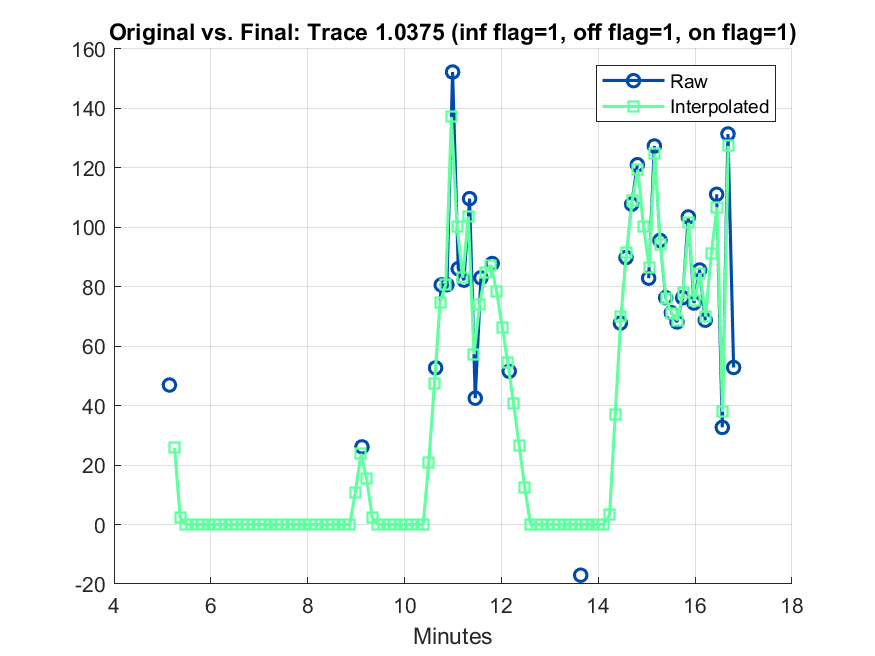 Original vs. Final: Trace 1.0375 (inf flag=1, off flag=1, on flag=1)
160
140
120
100
80
60
40
20
0
-20
Raw
Interpolated
4 6 8 10 12 14 16 18
Minutes